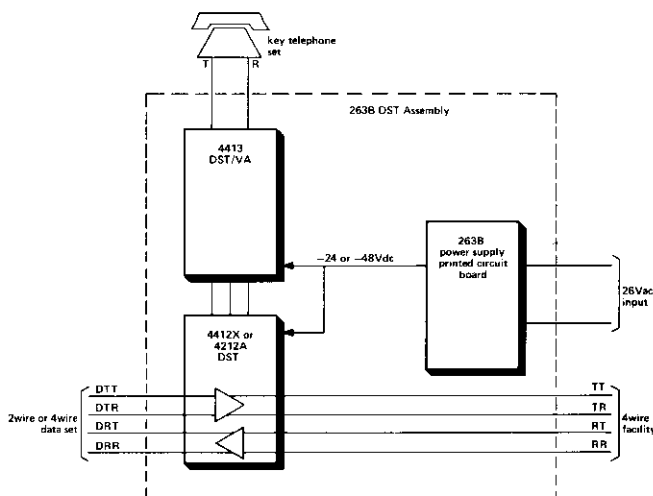 key telephone
set
T
R
263B DST Assembly
4413
DST/VA
−24 or −48Vdc
263B
power supply
printed circuit
board
26Vac
input
4412X or
4212A
DST
2wire or 4wire
data set
DTT
DTR
DRT
DRR
TT
TR
RT
RR
4wire
facility